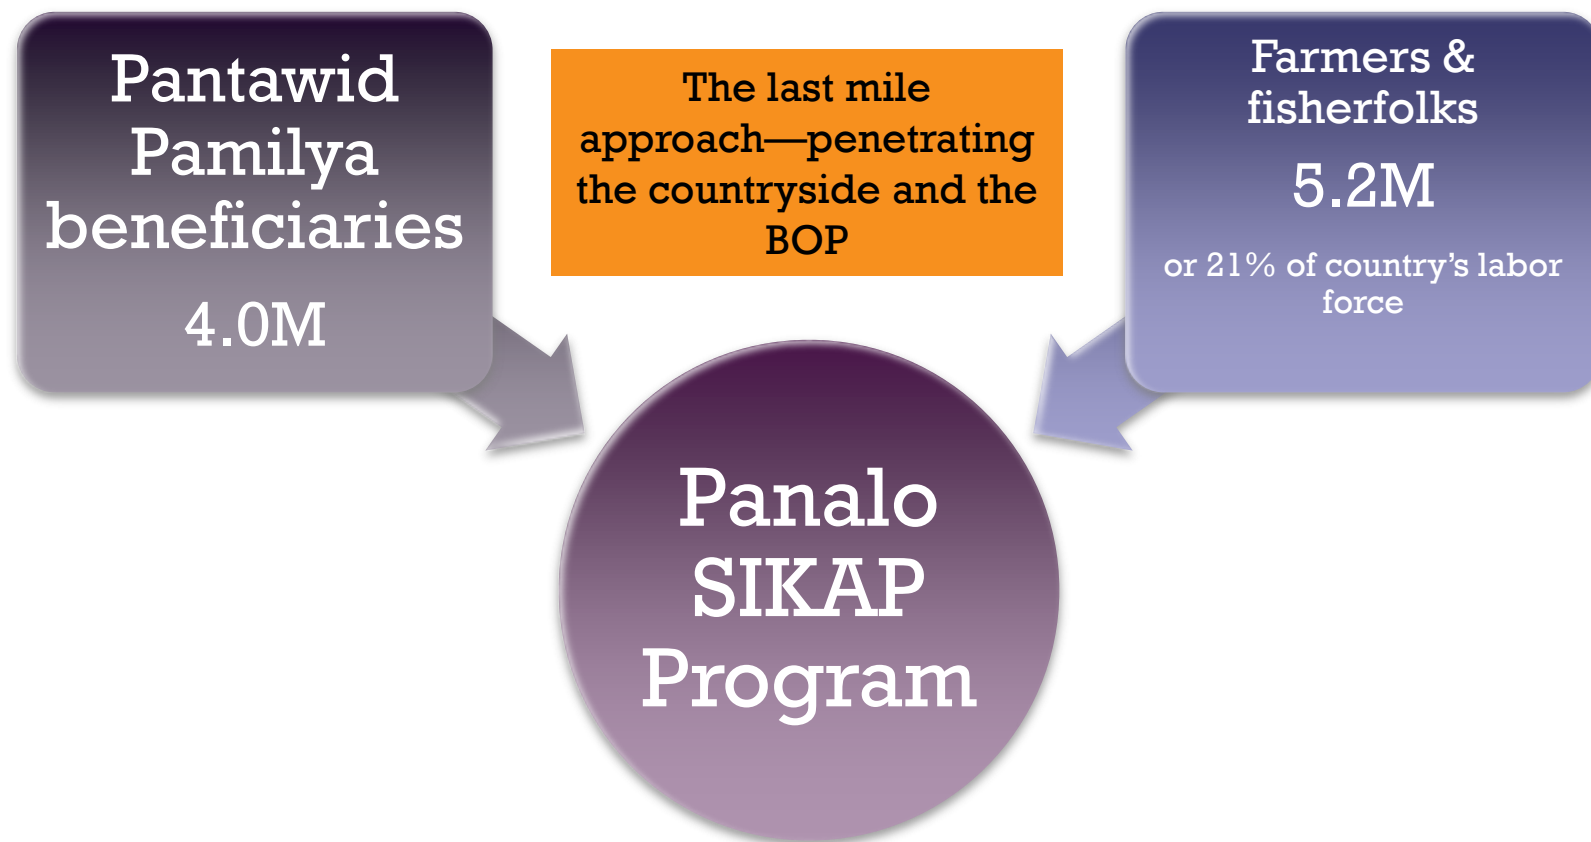 Pantawid
Pamilya
beneficiaries
4.0M
The last mile
approach—penetrating
the countryside and the
BOP
Farmers &
fisherfolks
5.2M
or 21% of country’s labor
force
Panalo
SIKAP
Program